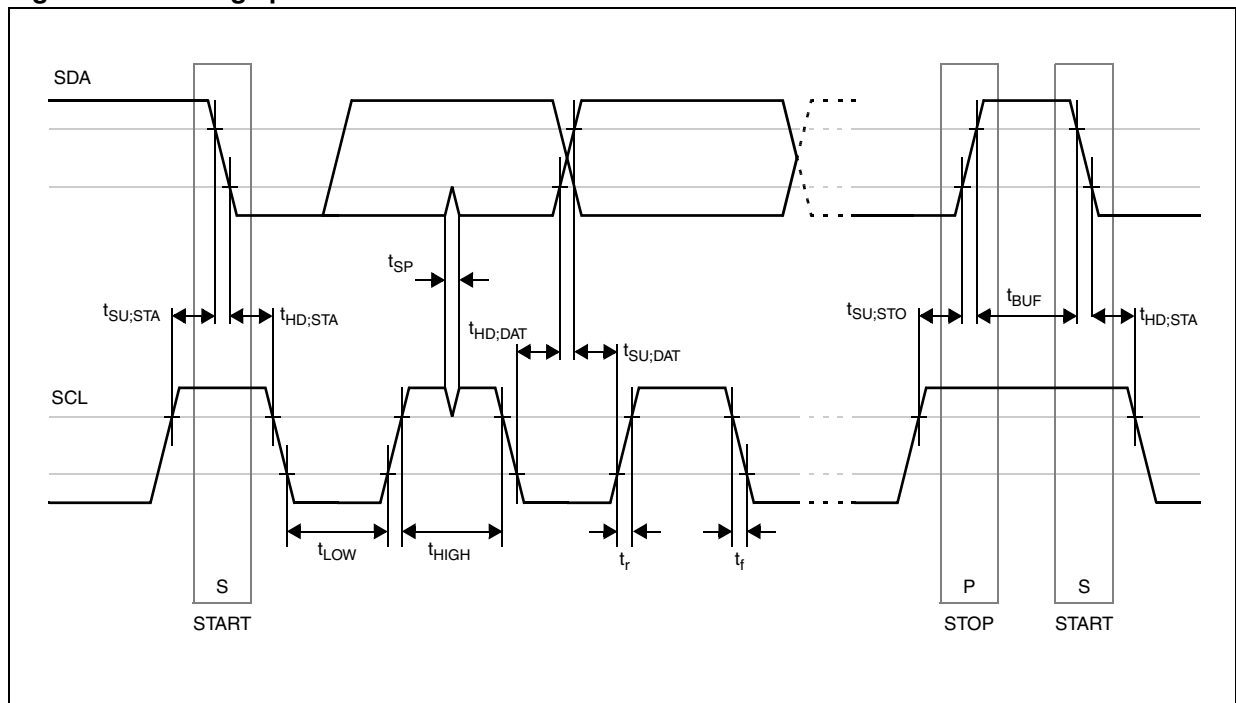 SDA
t_SP
t_SU;STA
t_HD;STA
t_HD;DAT
t_SU;DAT
t_SU;STO
t_BUF
t_HD;STA
SCL
t_LOW
t_HIGH
t_r
t_f
S
P
S
START
STOP
START